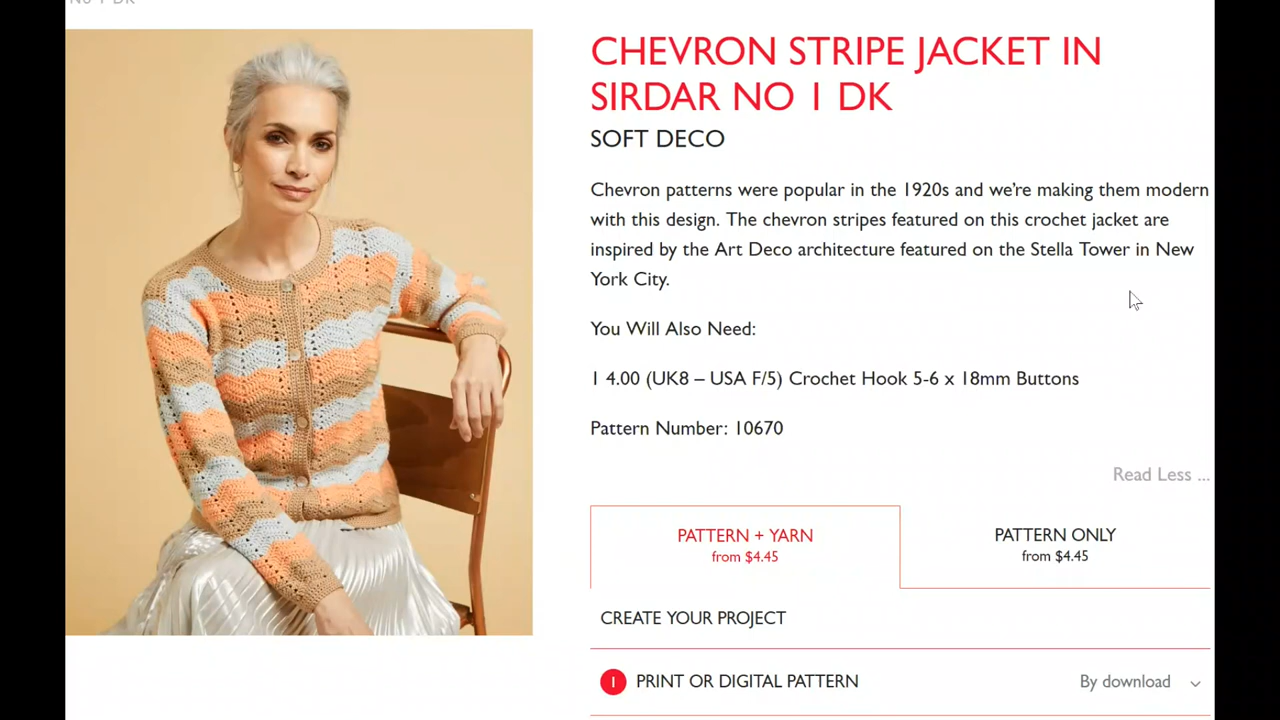 No 1 DK
CHEVRON STRIPE JACKET IN
SIRDAR NO 1 DK
SOFT DECO
Chevron patterns were popular in the 1920s and we're making them modern
with this design. The chevron stripes featured on this crochet jacket are
inspired by the Art Deco architecture featured on the Stella Tower in New
York City.
You Will Also Need:
1 4.00 (UK8 – USA F/5) Crochet Hook 5-6 x 18mm Buttons
Pattern Number: 10670
Read Less ...
PATTERN + YARN
from $4.45
PATTERN ONLY
from $4.45
CREATE YOUR PROJECT
1 PRINT OR DIGITAL PATTERN By download